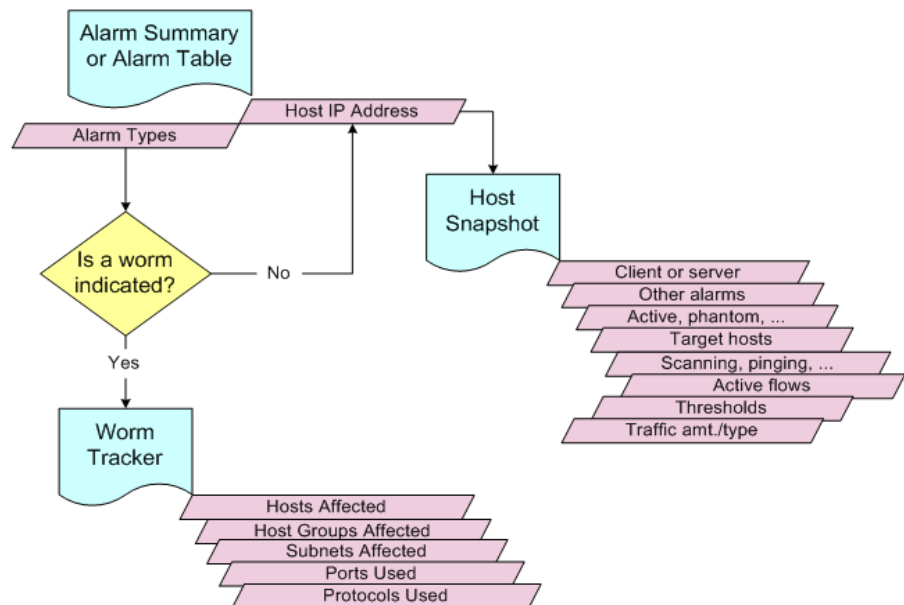 Alarm Summary
or Alarm Table
Host IP Address
Alarm Types
Host
Snapshot
Is a worm
indicated?
No
Client or server
Other alarms
Active, phantom, ...
Target hosts
Scanning, pinging, ...
Active flows
Thresholds
Traffic amt./type
Yes
Worm
Tracker
Hosts Affected
Host Groups Affected
Subnets Affected
Ports Used
Protocols Used